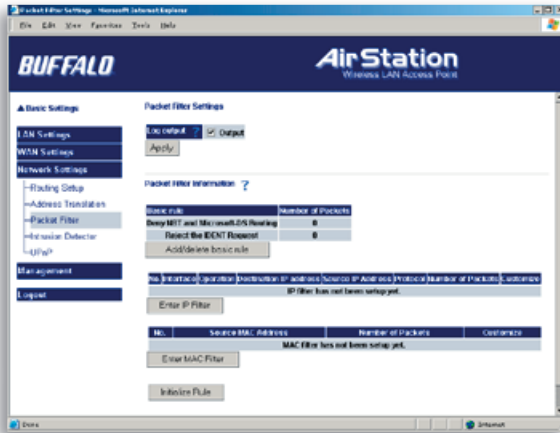 Packet Filter Settings - Microsoft Internet Explorer
File Edit View Favorites Tools Help
BUFFALO
AirStation
Wireless LAN Access Point
Basic Settings
LAN Settings
WAN Settings
Network Settings
Routing Setup
Address Translation
Packet Filter
Intrusion Detector
UPnP
Management
Logout
Packet Filter Settings
Log output ? Output
Apply
Packet Filter Information ?
Basic rule Number of Packets
Deny NBT and Microsoft-DS Routing 0
Reject the IDENT Request 0
Add/delete basic rule
No. Interface Operation Destination IP address Source IP Address Protocol Number of Packets Customize
IP filter has not been setup yet.
Enter IP Filter
No. Source MAC Address Number of Packets Customize
MAC filter has not been setup yet.
Enter MAC Filter
Initialize Rule
Done Internet